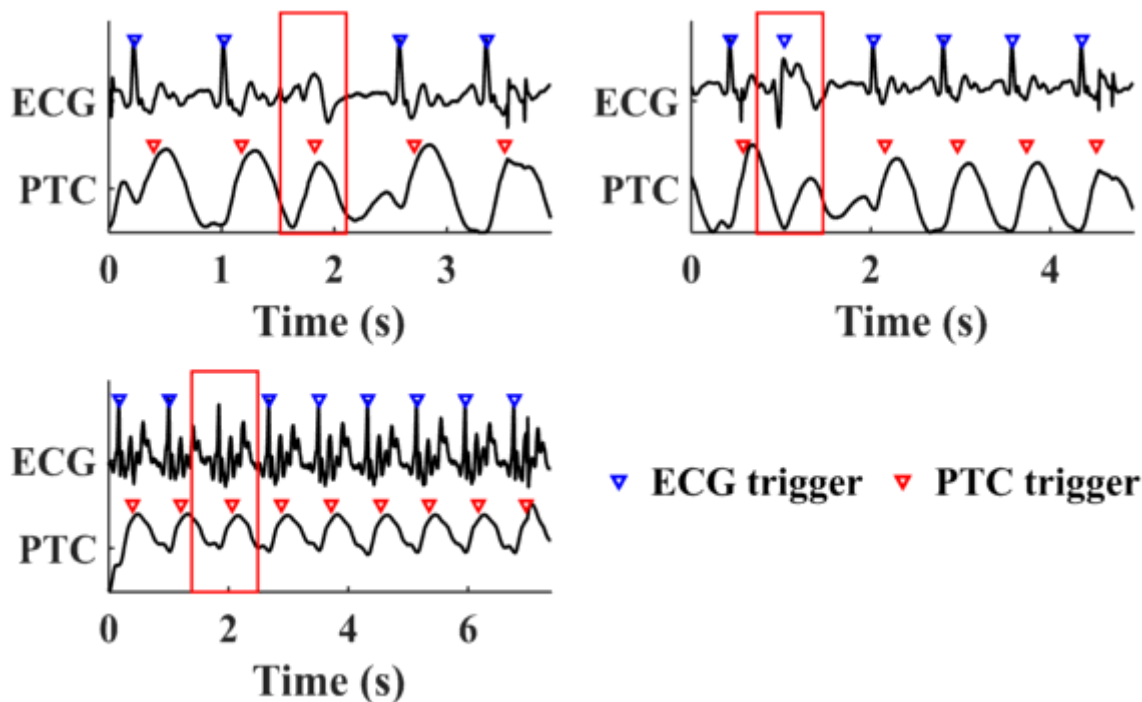 ECG
PTC
0 1 2 3
Time (s)
ECG
PTC
0 2 4
Time (s)
ECG
PTC
0 2 4 6
Time (s)
ECG trigger PTC trigger